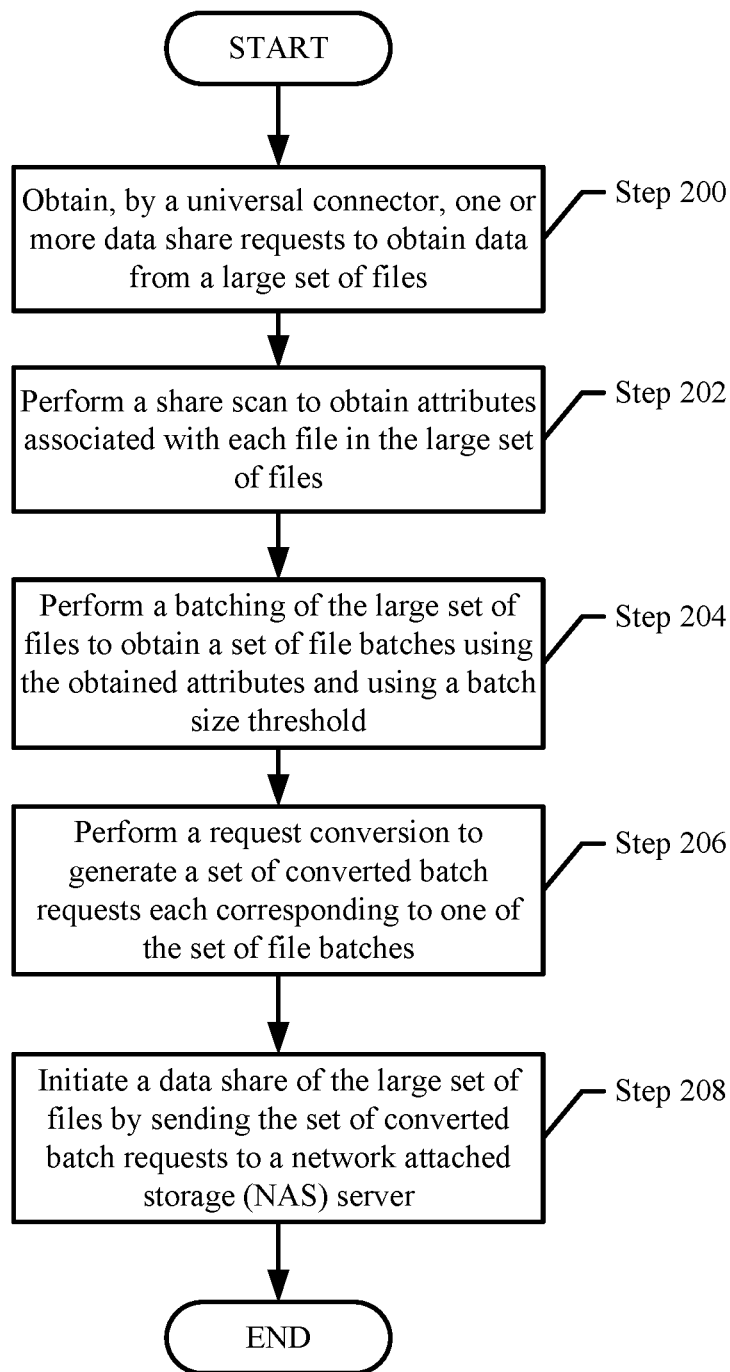 START
Obtain, by a universal connector, one or
more data share requests to obtain data
from a large set of files
Step 200
Perform a share scan to obtain attributes
associated with each file in the large set
of files
Step 202
Perform a batching of the large set of
files to obtain a set of file batches using
the obtained attributes and using a batch
size threshold
Step 204
Perform a request conversion to
generate a set of converted batch
requests each corresponding to one of
the set of file batches
Step 206
Initiate a data share of the large set of
files by sending the set of converted
batch requests to a network attached
storage (NAS) server
Step 208
END